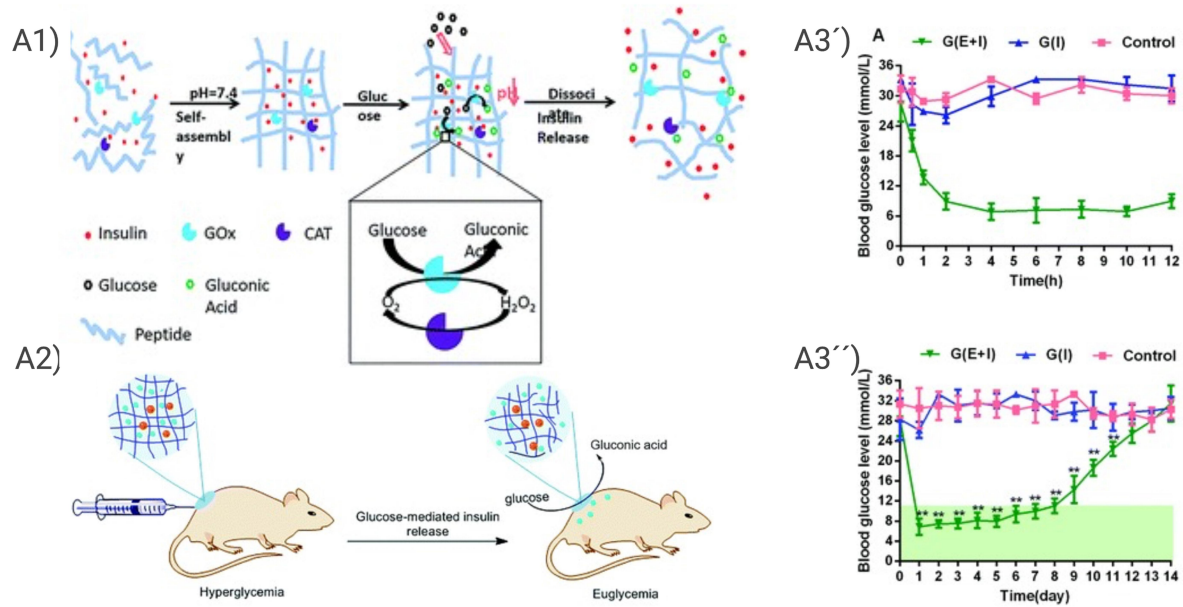 A1)
pH=7.4
Self-
assembl
y
Gluc
ose
pH
Dissoci
ate
Insulin
Release
Insulin
GOx
CAT
Glucose
Gluconic
Acid
Peptide
Glucose
Gluconic
Acid
O2
H2O2
A2)
Hyperglycemia
Glucose-mediated insulin
release
glucose
Gluconic acid
Euglycemia
A3´)
A
G(E+I) G(I) Control
Blood glucose level (mmol/L)
36
30
24
18
12
6
0
0 1 2 3 4 5 6 7 8 9 10 11 12
Time(h)
A3´´)
G(E+I) G(I) Control
Blood glucose level (mmol/L)
36
32
28
24
20
16
12
8
4
0
** ** ** ** ** ** ** ** ** ** **
0 1 2 3 4 5 6 7 8 9 10 11 12 13 14
Time(day)